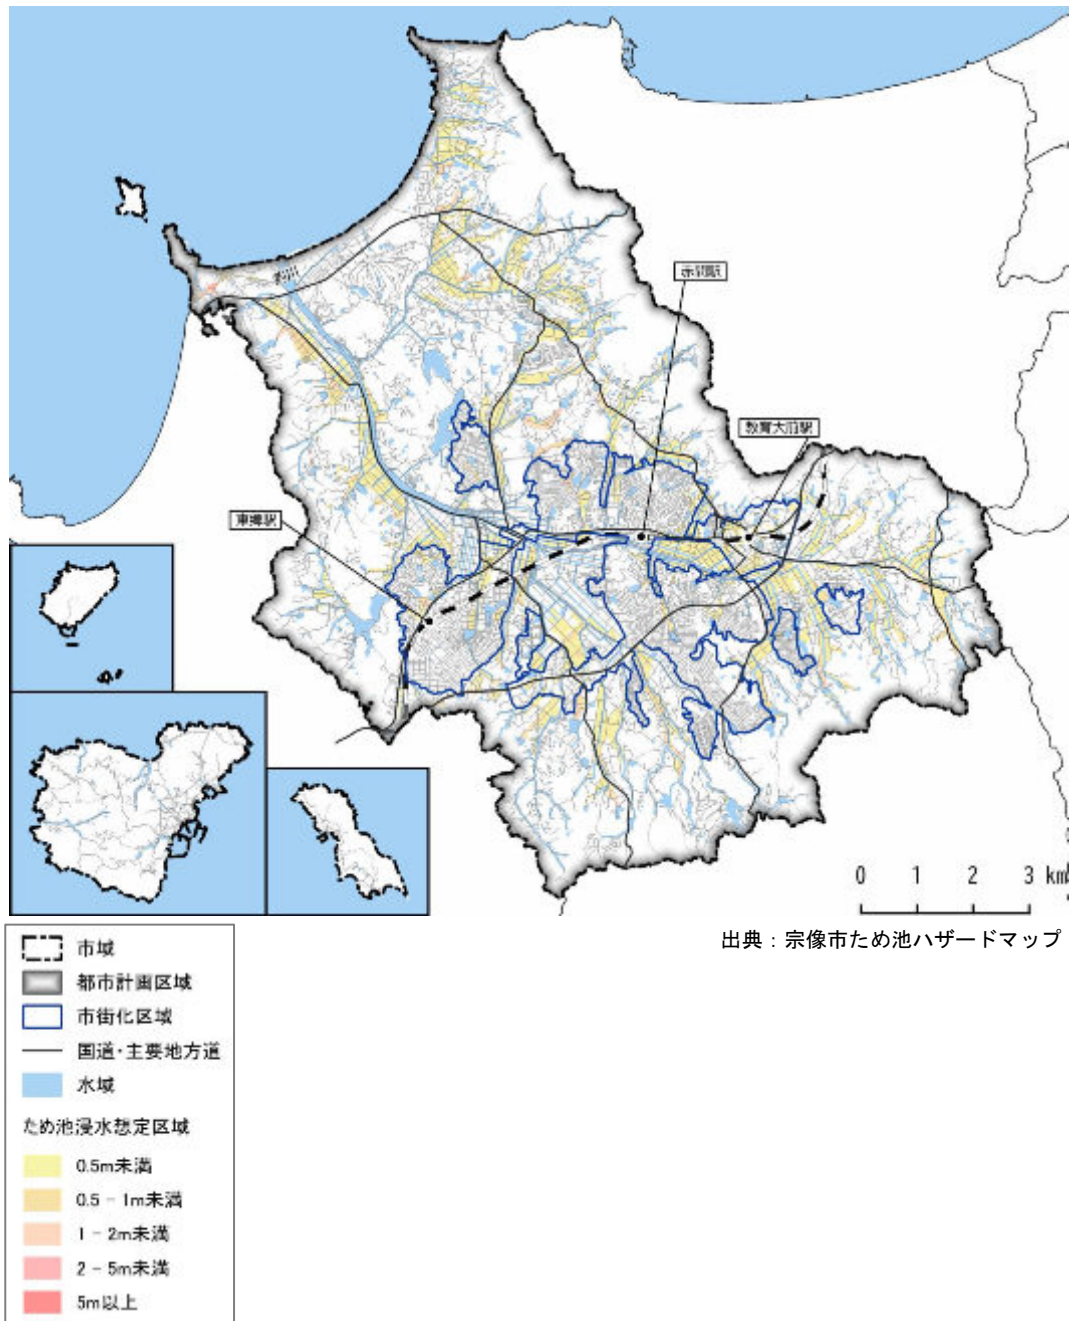 赤間駅
教育大前駅
東郷駅
0 1 2 3 km
出典：宗像市ため池ハザードマップ
市域
都市計画区域
市街化区域
国道・主要地方道
水域
ため池浸水想定区域
0.5m未満
0.5 - 1m未満
1 - 2m未満
2 - 5m未満
5m以上